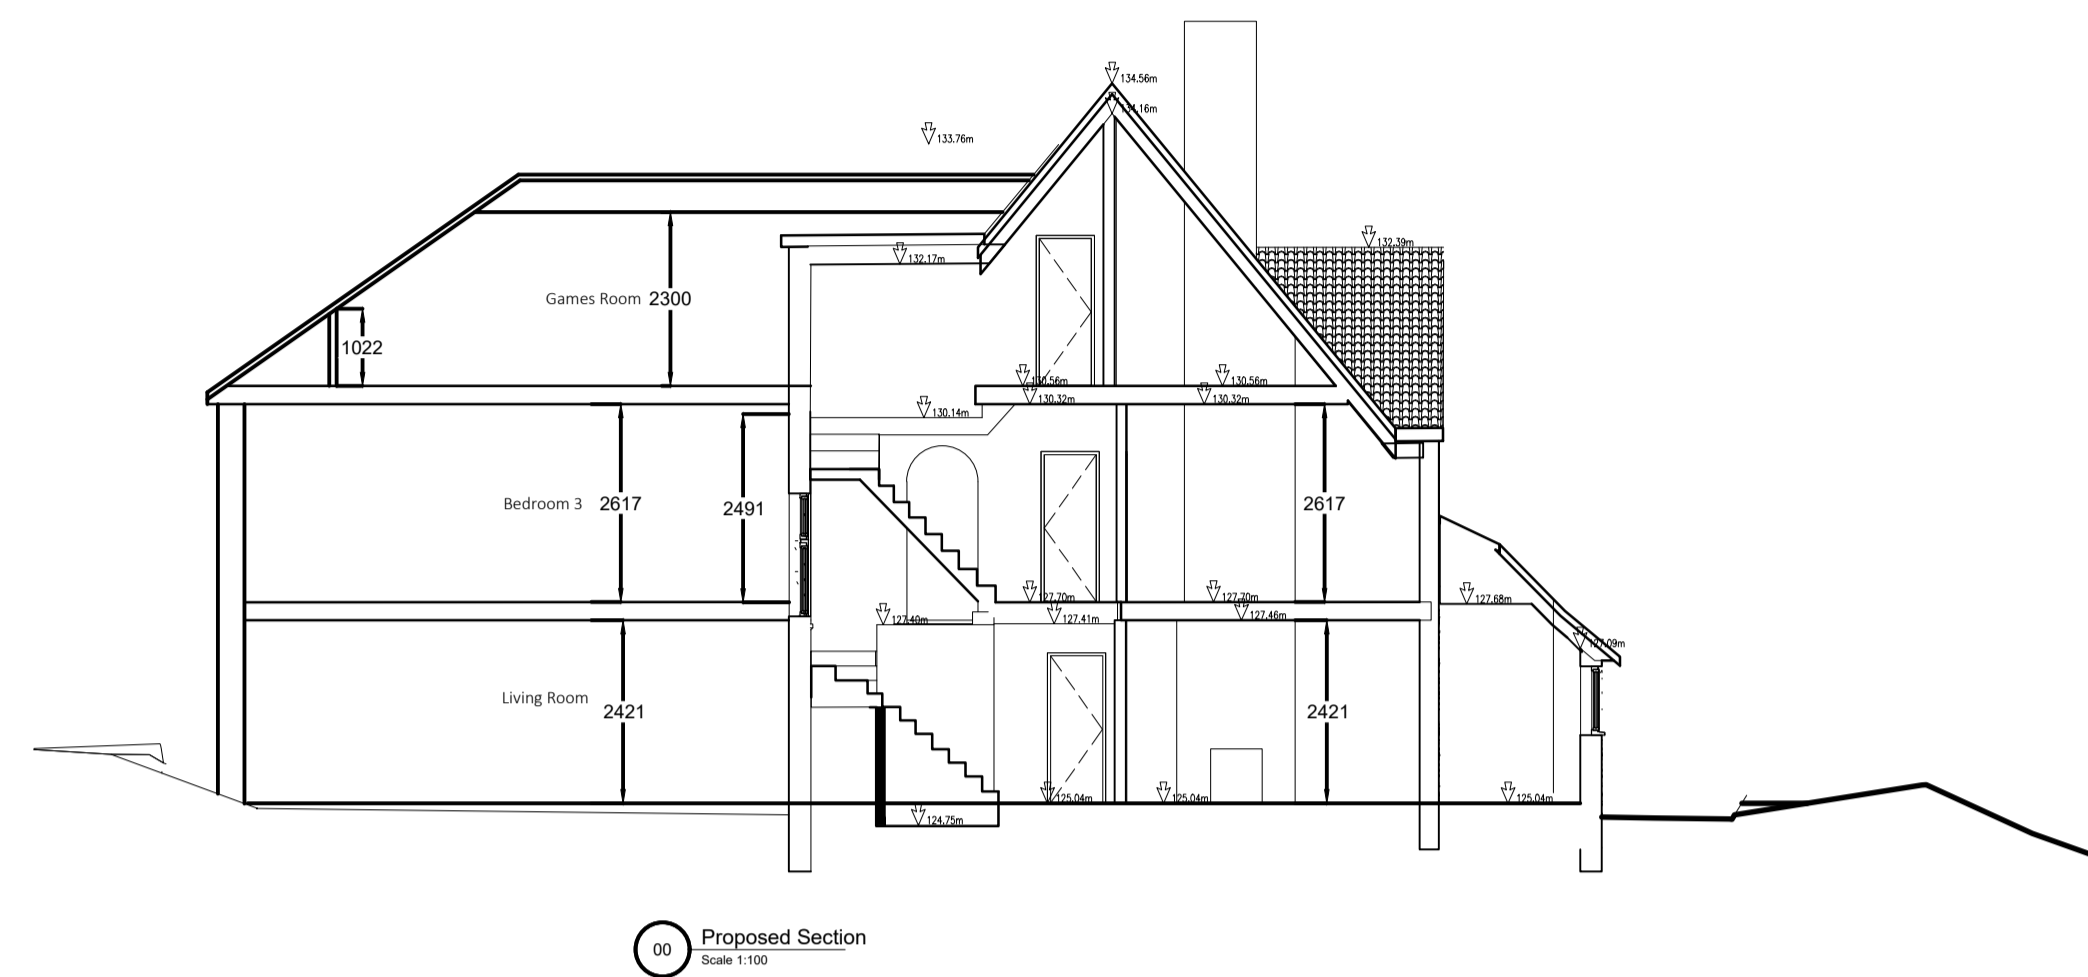 134.56m
134.16m
133.76m
132.39m
132.17m
Games Room 2300
1022
130.56m
130.56m
130.32m
130.32m
130.14m
Bedroom 3 2617
2491
2617
127.70m
127.70m
127.68m
127.40m
127.41m
127.46m
127.09m
Living Room
2421
2421
125.04m
125.04m
125.04m
124.75m
00
Proposed Section
Scale 1:100